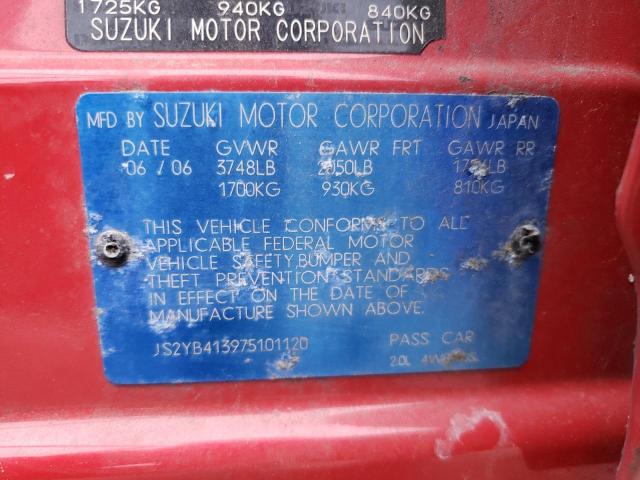 1725KG 940KG 840KG
SUZUKI MOTOR CORPORATION
MFD BY SUZUKI MOTOR CORPORATION JAPAN
DATE GVWR GAWR FRT GAWR RR
06 / 06 3748LB 2050LB
1700KG 930KG 810KG
THIS VEHICLE CONFORMS TO ALL
APPLICABLE FEDERAL MOTOR
VEHICLE SAFETY,BUMPER AND
THEFT PREVENTION STANDARDS
IN EFFECT ON THE DATE OF
MANUFACTURE SHOWN ABOVE.
JS2YB413975101120 PASS CAR
2.0L